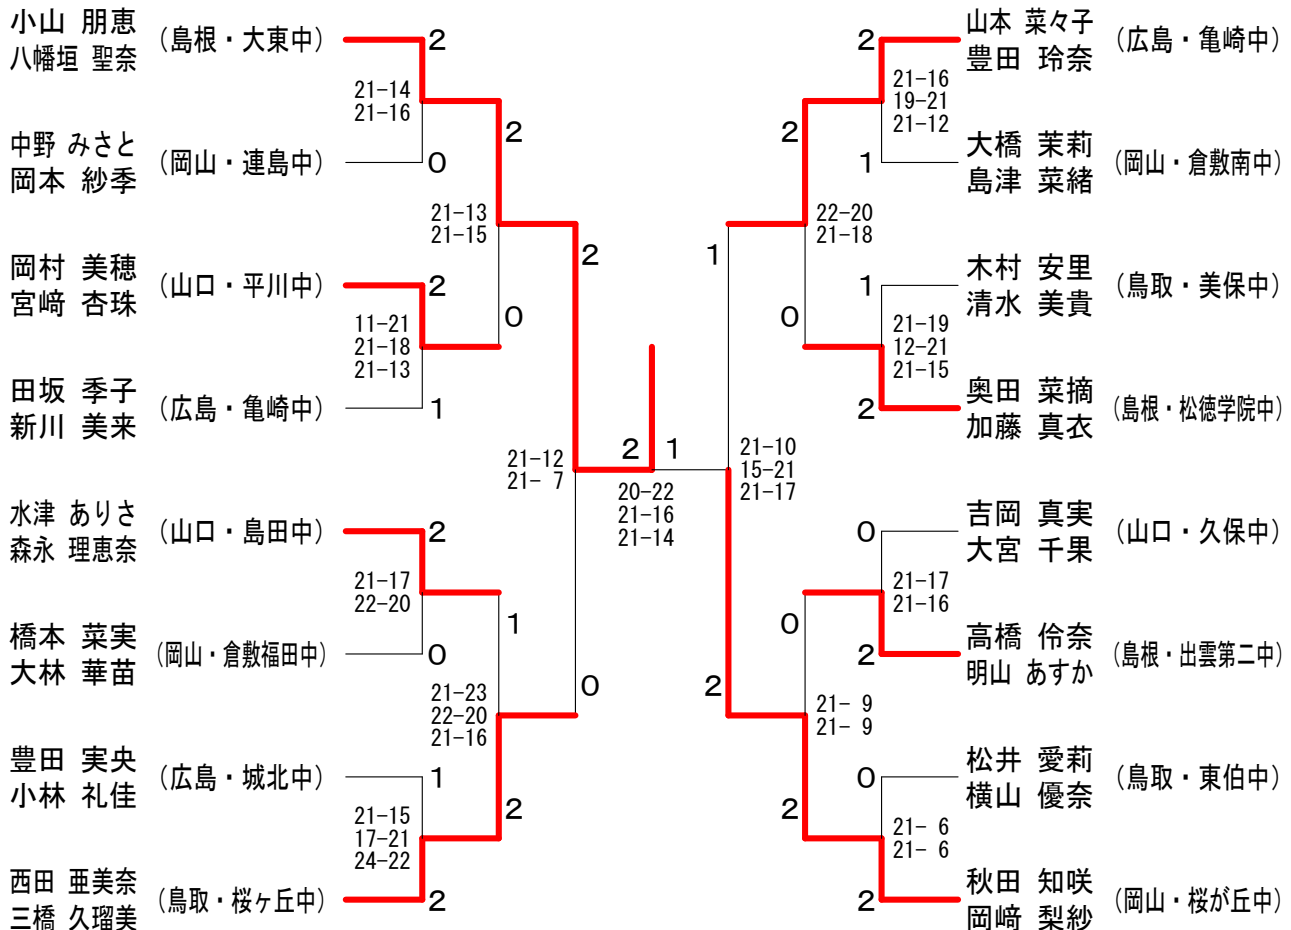 小山 朋恵
八幡垣 聖奈
(島根・大東中)
2
21-14
21-16
中野 みさと
岡本 紗季
(岡山・連島中)
0
2
21-13
21-15
岡村 美穂
宮﨑 杏珠
(山口・平川中)
2
11-21
21-18
21-13
0
田坂 季子
新川 美来
(広島・亀崎中)
1
2
21-12
21- 7
水津 ありさ
森永 理恵奈
(山口・島田中)
2
21-17
22-20
橋本 菜実
大林 華苗
(岡山・倉敷福田中)
0
1
21-23
22-20
21-16
0
豊田 実央
小林 礼佳
(広島・城北中)
1
21-15
17-21
24-22
2
西田 亜美奈
三橋 久瑠美
(鳥取・桜ヶ丘中)
2
2
1
20-22
21-16
21-14
山本 菜々子
豊田 玲奈
(広島・亀崎中)
2
21-16
19-21
21-12
大橋 茉莉
島津 菜緒
(岡山・倉敷南中)
1
2
22-20
21-18
木村 安里
清水 美貴
(鳥取・美保中)
1
21-19
12-21
21-15
0
奥田 菜摘
加藤 真衣
(島根・松徳学院中)
2
1
21-10
15-21
21-17
吉岡 真実
大宮 千果
(山口・久保中)
0
21-17
21-16
高橋 伶奈
明山 あすか
(島根・出雲第二中)
2
0
2
21- 9
21- 9
松井 愛莉
横山 優奈
(鳥取・東伯中)
0
21- 6
21- 6
2
秋田 知咲
岡﨑 梨紗
(岡山・桜が丘中)
2